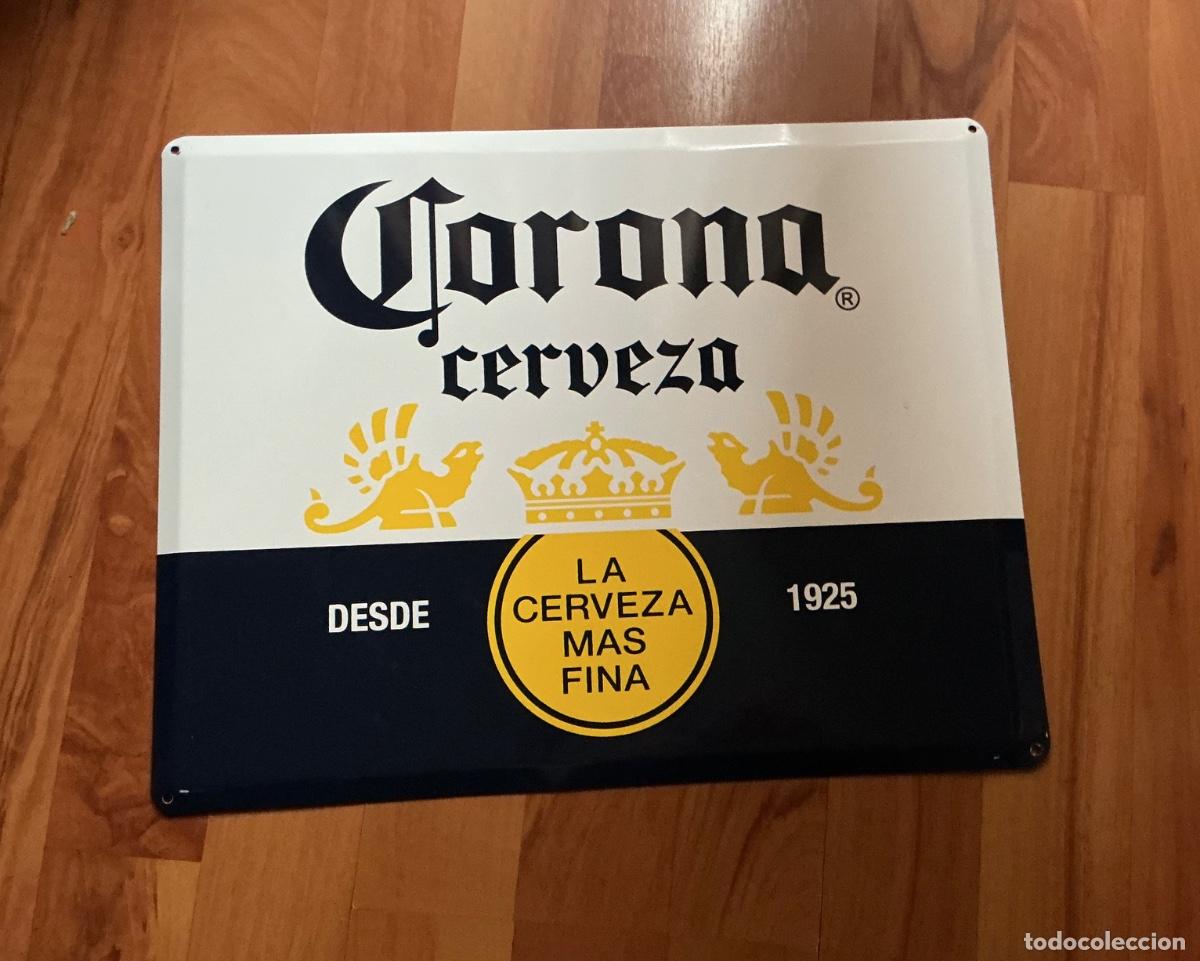 Corona®
cerveza
DESDE
LA
CERVEZA
MAS
FINA
1925
todocoleccion